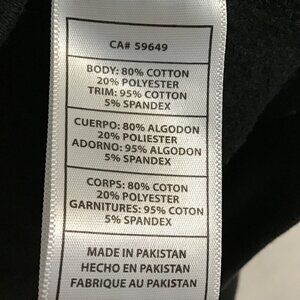 CA# 59649
BODY: 80% COTTON
20% POLYESTER
TRIM: 95% COTTON
5% SPANDEX
CUERPO: 80% ALGODON
20% POLIESTER
ADORNO: 95% ALGODON
5% SPANDEX
CORPS: 80% COTON
20% POLYESTER
GARNITURES: 95% COTON
5% SPANDEX
MADE IN PAKISTAN
HECHO EN PAKISTAN
FABRIQUE AU PAKISTAN